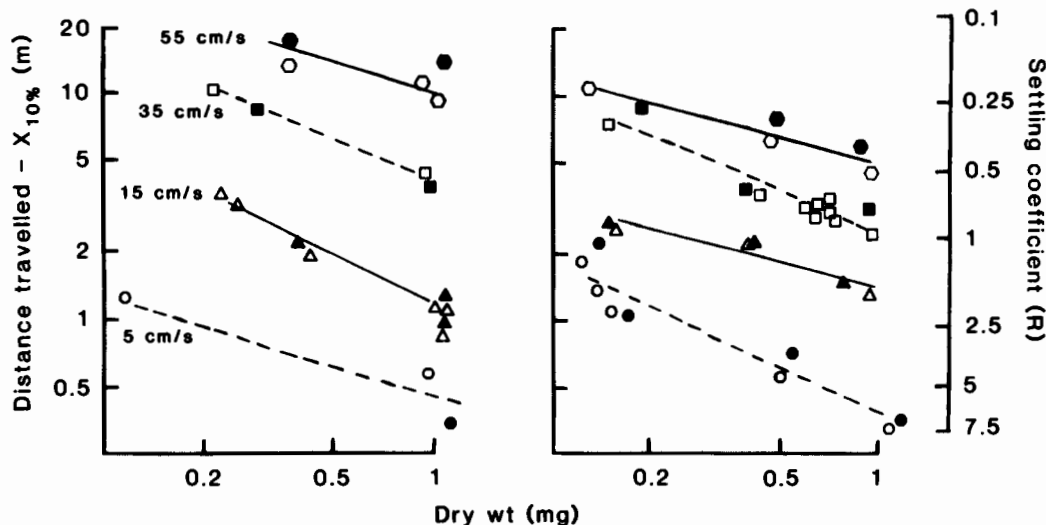 Distance travelled – X10% (m)
20
10
5
2
1
0.5
55 cm/s
35 cm/s
15 cm/s
5 cm/s
0.2
1
0.2
0.5
1
Dry wt (mg)
0.1
0.25
0.5
1
2.5
5
7.5
Settling coefficient (R)